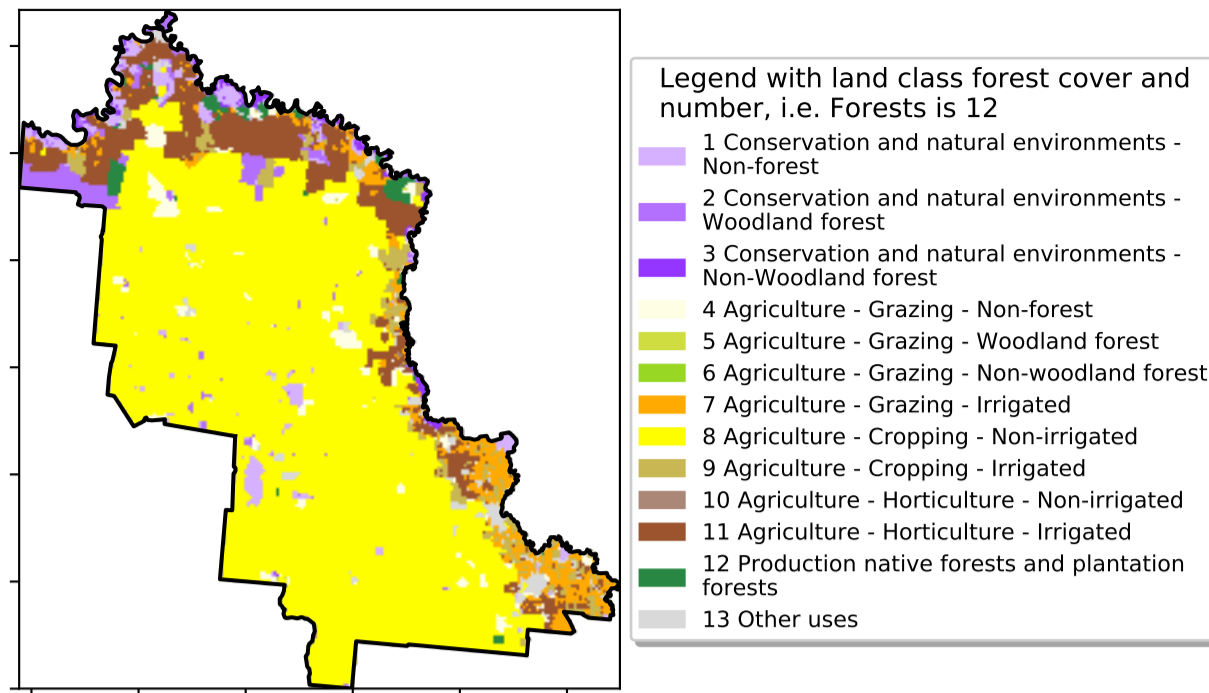 Legend with land class forest cover and
number, i.e. Forests is 12
1 Conservation and natural environments -
Non-forest
2 Conservation and natural environments -
Woodland forest
3 Conservation and natural environments -
Non-Woodland forest
4 Agriculture - Grazing - Non-forest
5 Agriculture - Grazing - Woodland forest
6 Agriculture - Grazing - Non-woodland forest
7 Agriculture - Grazing - Irrigated
8 Agriculture - Cropping - Non-irrigated
9 Agriculture - Cropping - Irrigated
10 Agriculture - Horticulture - Non-irrigated
11 Agriculture - Horticulture - Irrigated
12 Production native forests and plantation
forests
13 Other uses